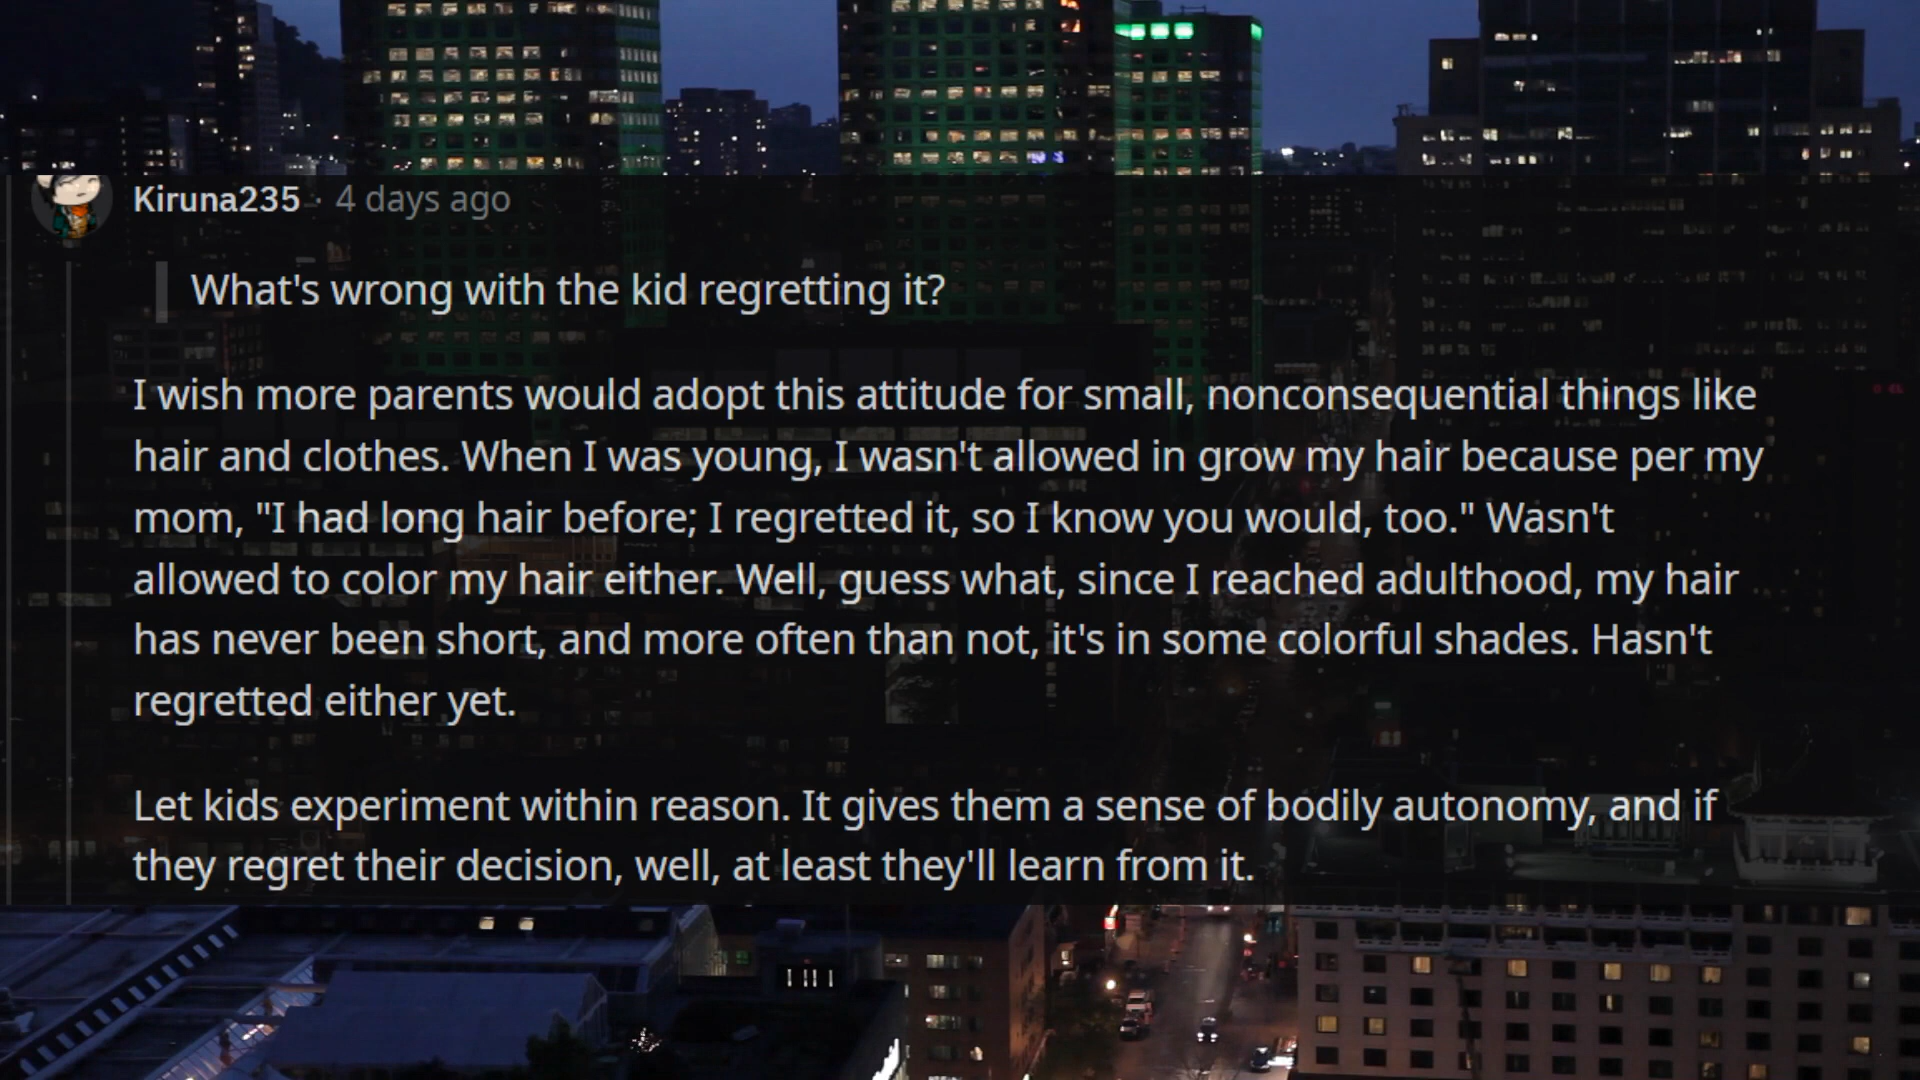 Kiruna235 · 4 days ago
What's wrong with the kid regretting it?
I wish more parents would adopt this attitude for small, nonconsequential things like
hair and clothes. When I was young, I wasn't allowed in grow my hair because per my
mom, "I had long hair before; I regretted it, so I know you would, too." Wasn't
allowed to color my hair either. Well, guess what, since I reached adulthood, my hair
has never been short, and more often than not, it's in some colorful shades. Hasn't
regretted either yet.
Let kids experiment within reason. It gives them a sense of bodily autonomy, and if
they regret their decision, well, at least they'll learn from it.